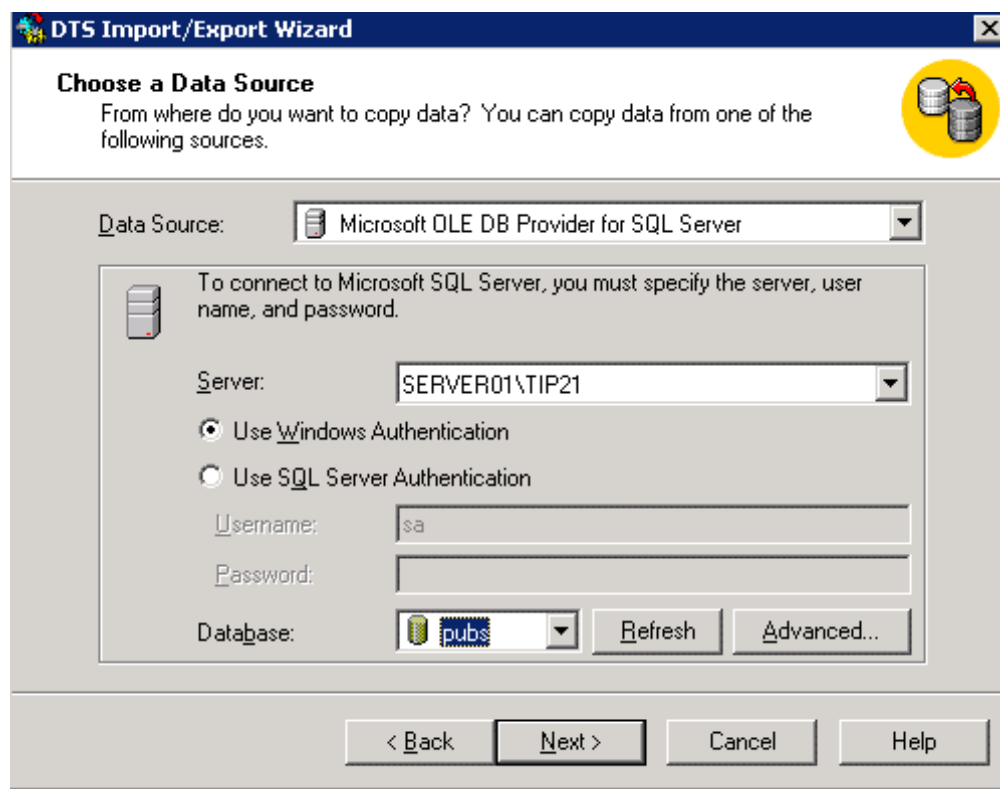 DTS Import/Export Wizard
Choose a Data Source
From where do you want to copy data? You can copy data from one of the
following sources.
Data Source: Microsoft OLE DB Provider for SQL Server
To connect to Microsoft SQL Server, you must specify the server, user
name, and password.
Server: SERVER01\TIP21
Use Windows Authentication
Use SQL Server Authentication
Username: sa
Password:
Database: pubs Refresh Advanced...
< Back Next > Cancel Help